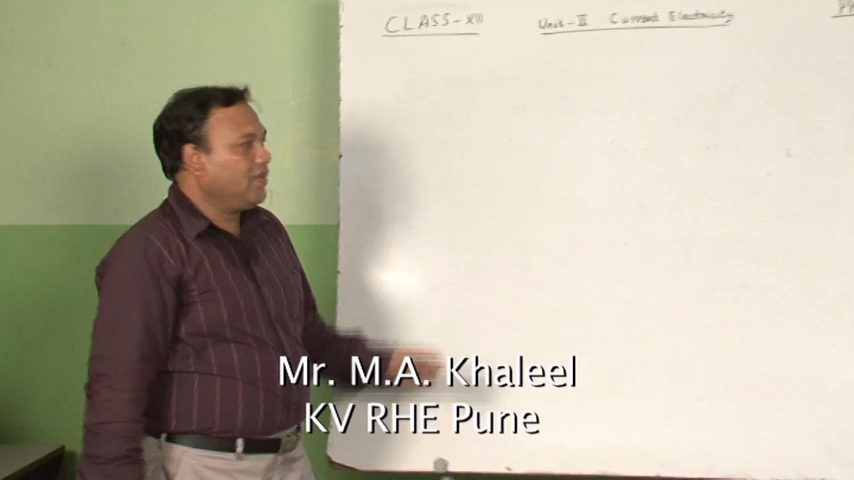 CLASS-XII Unit-II Current Electricity
Mr. M.A. Khaleel
KV RHE Pune